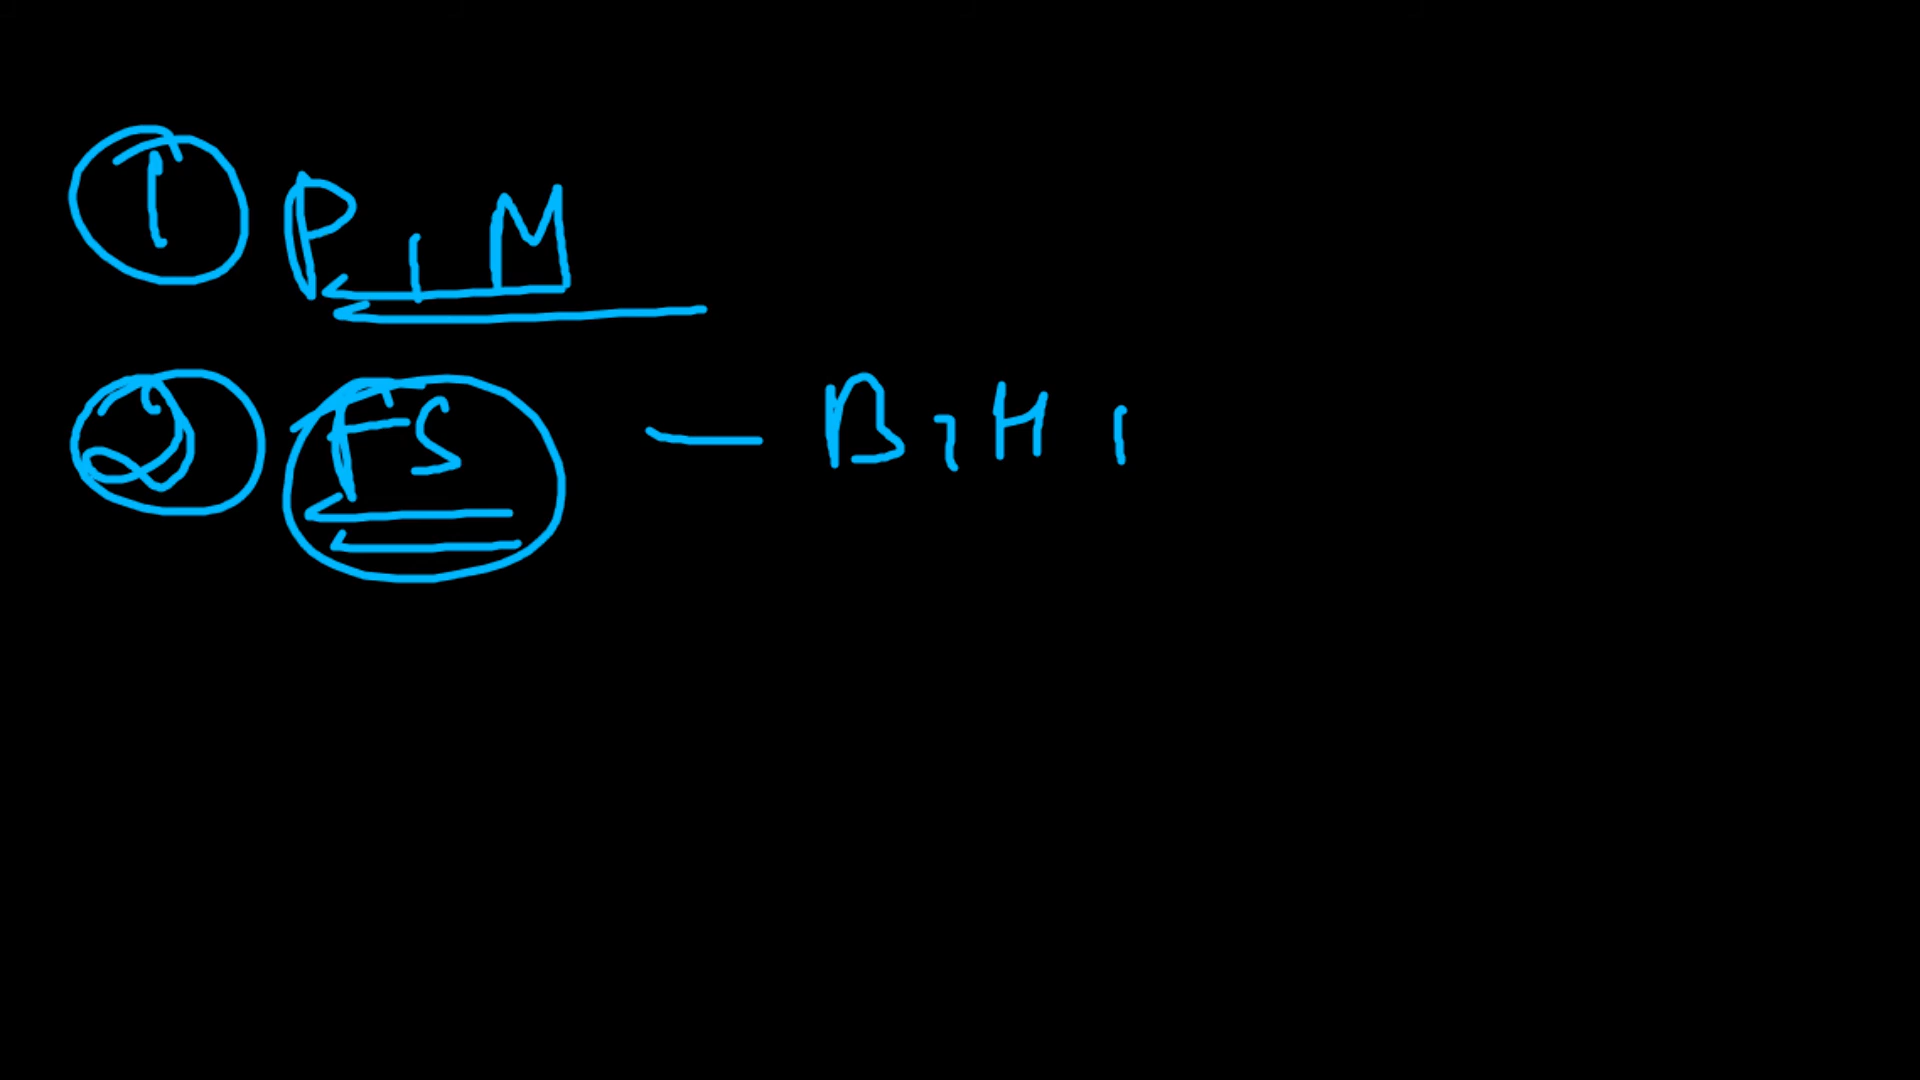 ① P, M
② FS — B, H,